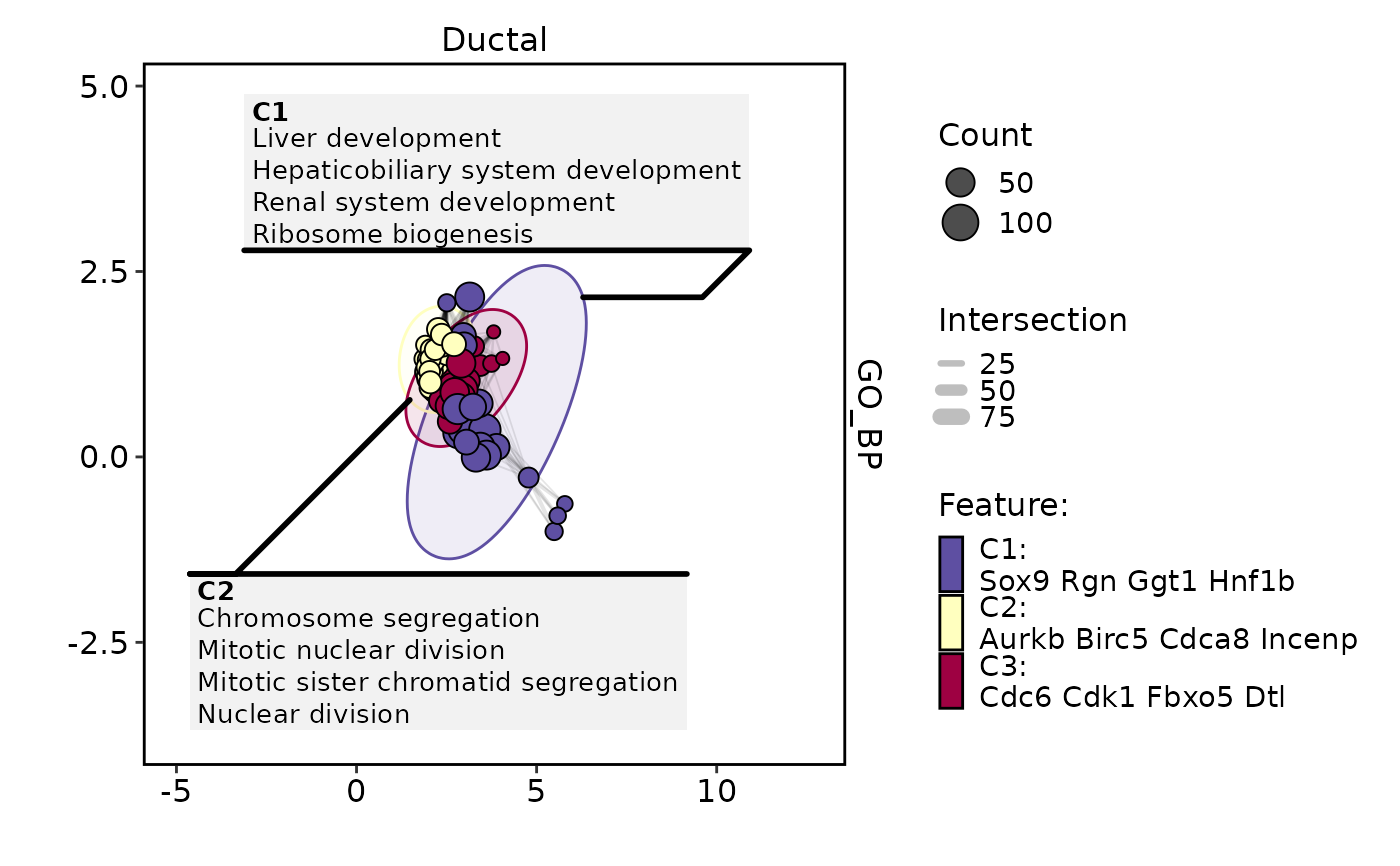 Ductal
5.0
2.5
0.0
-2.5
-5
0
5
10
C1
Liver development
Hepaticobiliary system development
Renal system development
Ribosome biogenesis
C2
Chromosome segregation
Mitotic nuclear division
Mitotic sister chromatid segregation
Nuclear division
GO_BP
Count
50
100
Intersection
25
50
75
Feature:
C1:
Sox9 Rgn Ggt1 Hnf1b
C2:
Aurkb Birc5 Cdca8 Incenp
C3:
Cdc6 Cdk1 Fbxo5 Dtl